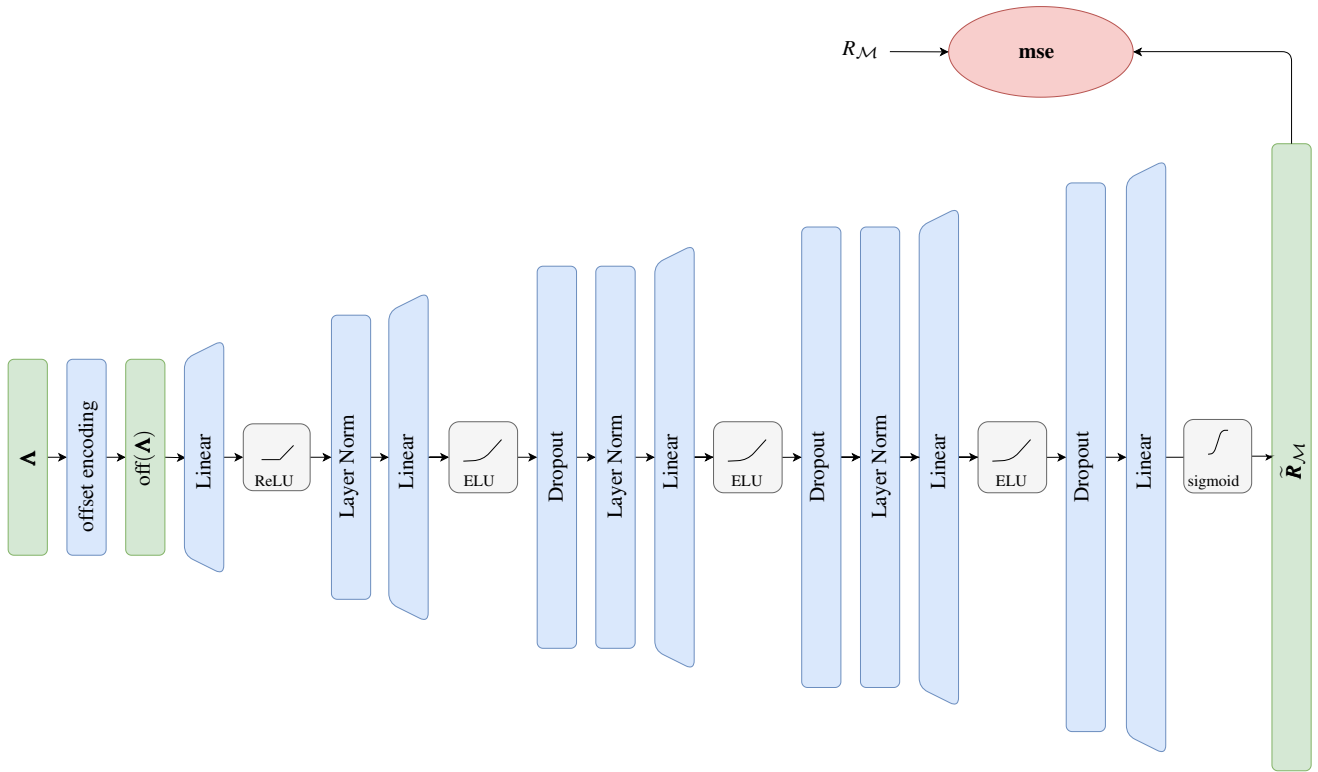 R_ℳ
mse
Λ
offset encoding
off(Λ)
Linear
ReLU
Layer Norm
Linear
ELU
Dropout
Layer Norm
Linear
ELU
Dropout
Layer Norm
Linear
ELU
Dropout
Linear
sigmoid
R̃_ℳ